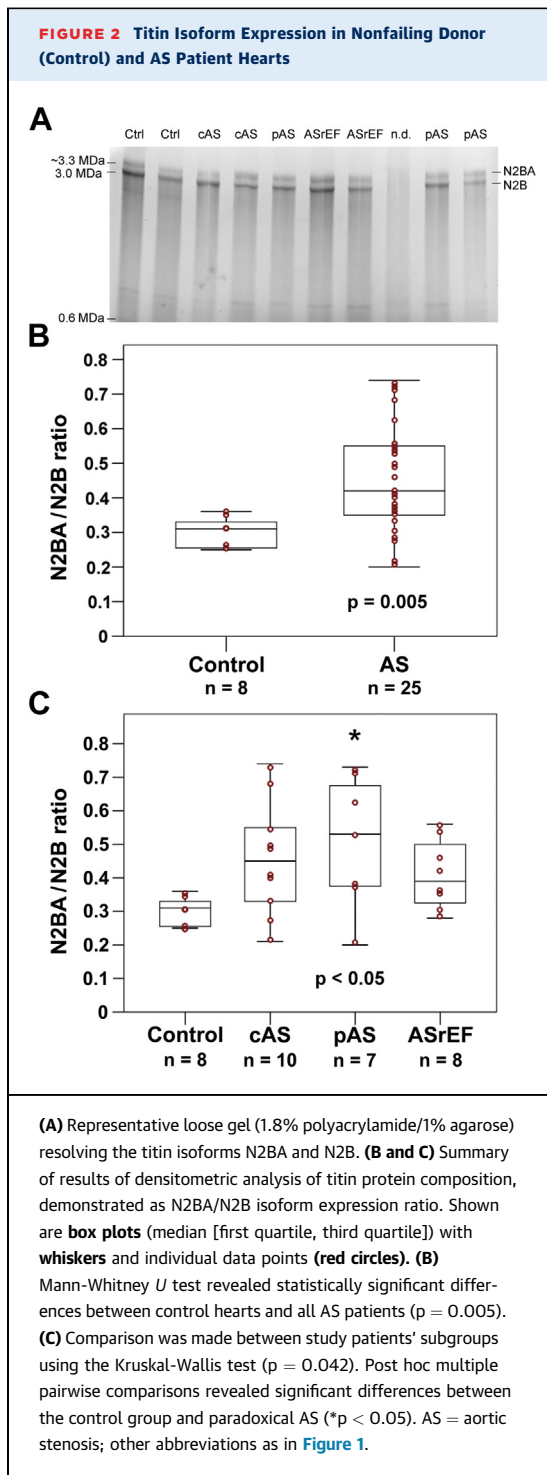 FIGURE 2 Titin Isoform Expression in Nonfailing Donor
(Control) and AS Patient Hearts
A
Ctrl Ctrl cAS cAS pAS ASrEF ASrEF n.d. pAS pAS
~3.3 MDa
3.0 MDa
N2BA
N2B
0.6 MDa
B
0.8
0.7
0.6
0.5
0.4
0.3
0.2
0.1
0
N2BA/N2B ratio
p = 0.005
Control AS
n = 8 n = 25
C
0.8
0.7
0.6
0.5
0.4
0.3
0.2
0.1
0
N2BA/N2B ratio
*
p < 0.05
Control cAS pAS ASrEF
n = 8 n = 10 n = 7 n = 8
(A) Representative loose gel (1.8% polyacrylamide/1% agarose)
resolving the titin isoforms N2BA and N2B. (B and C) Summary
of results of densitometric analysis of titin protein composition,
demonstrated as N2BA/N2B isoform expression ratio. Shown
are box plots (median [first quartile, third quartile]) with
whiskers and individual data points (red circles). (B)
Mann-Whitney U test revealed statistically significant differ-
ences between control hearts and all AS patients (p = 0.005).
(C) Comparison was made between study patients' subgroups
using the Kruskal-Wallis test (p = 0.042). Post hoc multiple
pairwise comparisons revealed significant differences between
the control group and paradoxical AS (*p < 0.05). AS = aortic
stenosis; other abbreviations as in Figure 1.